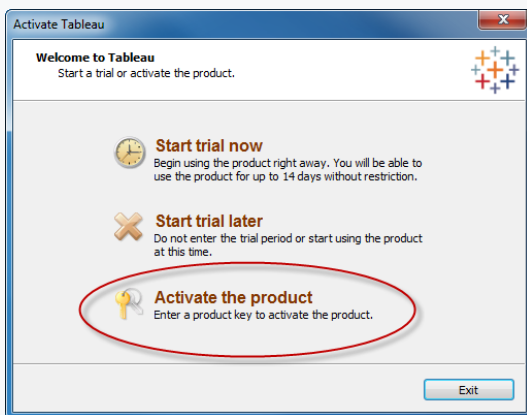 Activate Tableau
Welcome to Tableau
Start a trial or activate the product.
Start trial now
Begin using the product right away. You will be able to
use the product for up to 14 days without restriction.
Start trial later
Do not enter the trial period or start using the product
at this time.
Activate the product
Enter a product key to activate the product.
Exit